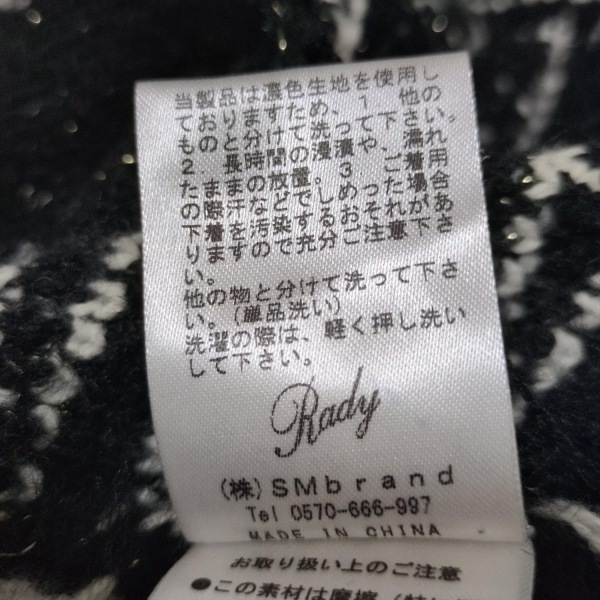 当製品は濃色生地を使用し
ておりますため、1.他の
ものと分けて洗って下さい。
2.長時間の浸漬や、濡れ
たままの放置。3.ご着用
の際汗などでしめった場合
下着を汚染するおそれがあ
りますので充分ご注意下さ
い。
他の物と分けて洗って下さ
い。(単品洗い)
洗濯の際は、軽く押し洗い
して下さい。
Rady
(株)SMbrand
Tel 0570-666-997
MADE IN CHINA
お取り扱い上のご注意
●この素材は摩擦(特に